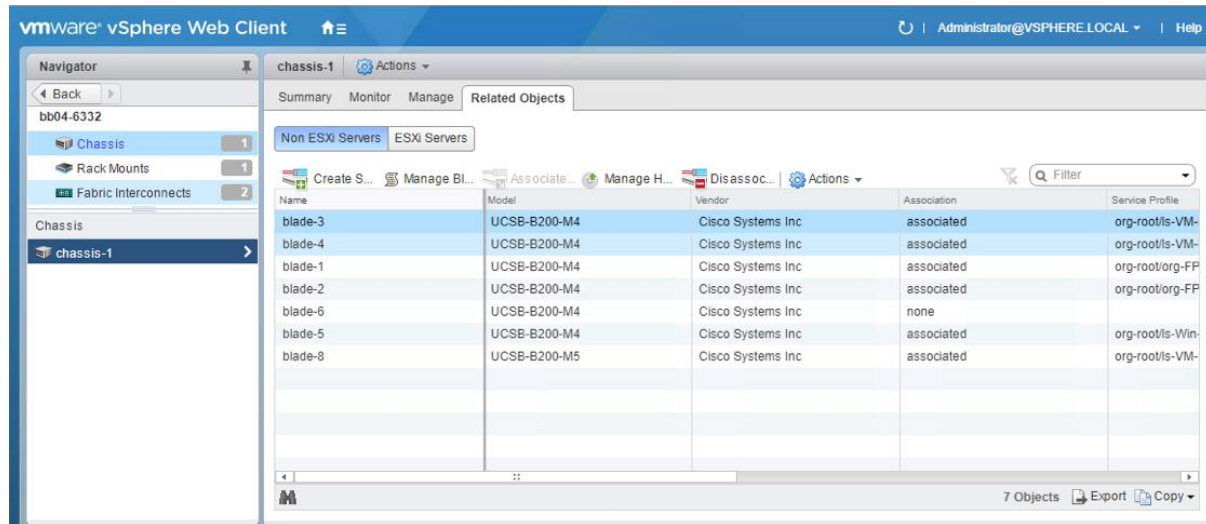 vmware® vSphere Web Client
Administrator@VSPHERE.LOCAL | Help
Navigator
Back
bb04-6332
Chassis 1
Rack Mounts 1
Fabric Interconnects 2
Chassis
chassis-1
chassis-1 Actions
Summary Monitor Manage Related Objects
Non ESXi Servers ESXi Servers
Create S... Manage Bl... Associate... Manage H... Disassoc... Actions Filter
Name Model Vendor Association Service Profile
blade-3 UCSB-B200-M4 Cisco Systems Inc associated org-root/ls-VM-
blade-4 UCSB-B200-M4 Cisco Systems Inc associated org-root/ls-VM-
blade-1 UCSB-B200-M4 Cisco Systems Inc associated org-root/org-FP
blade-2 UCSB-B200-M4 Cisco Systems Inc associated org-root/org-FP
blade-6 UCSB-B200-M4 Cisco Systems Inc none
blade-5 UCSB-B200-M4 Cisco Systems Inc associated org-root/ls-Win-
blade-8 UCSB-B200-M5 Cisco Systems Inc associated org-root/ls-VM-
7 Objects Export Copy